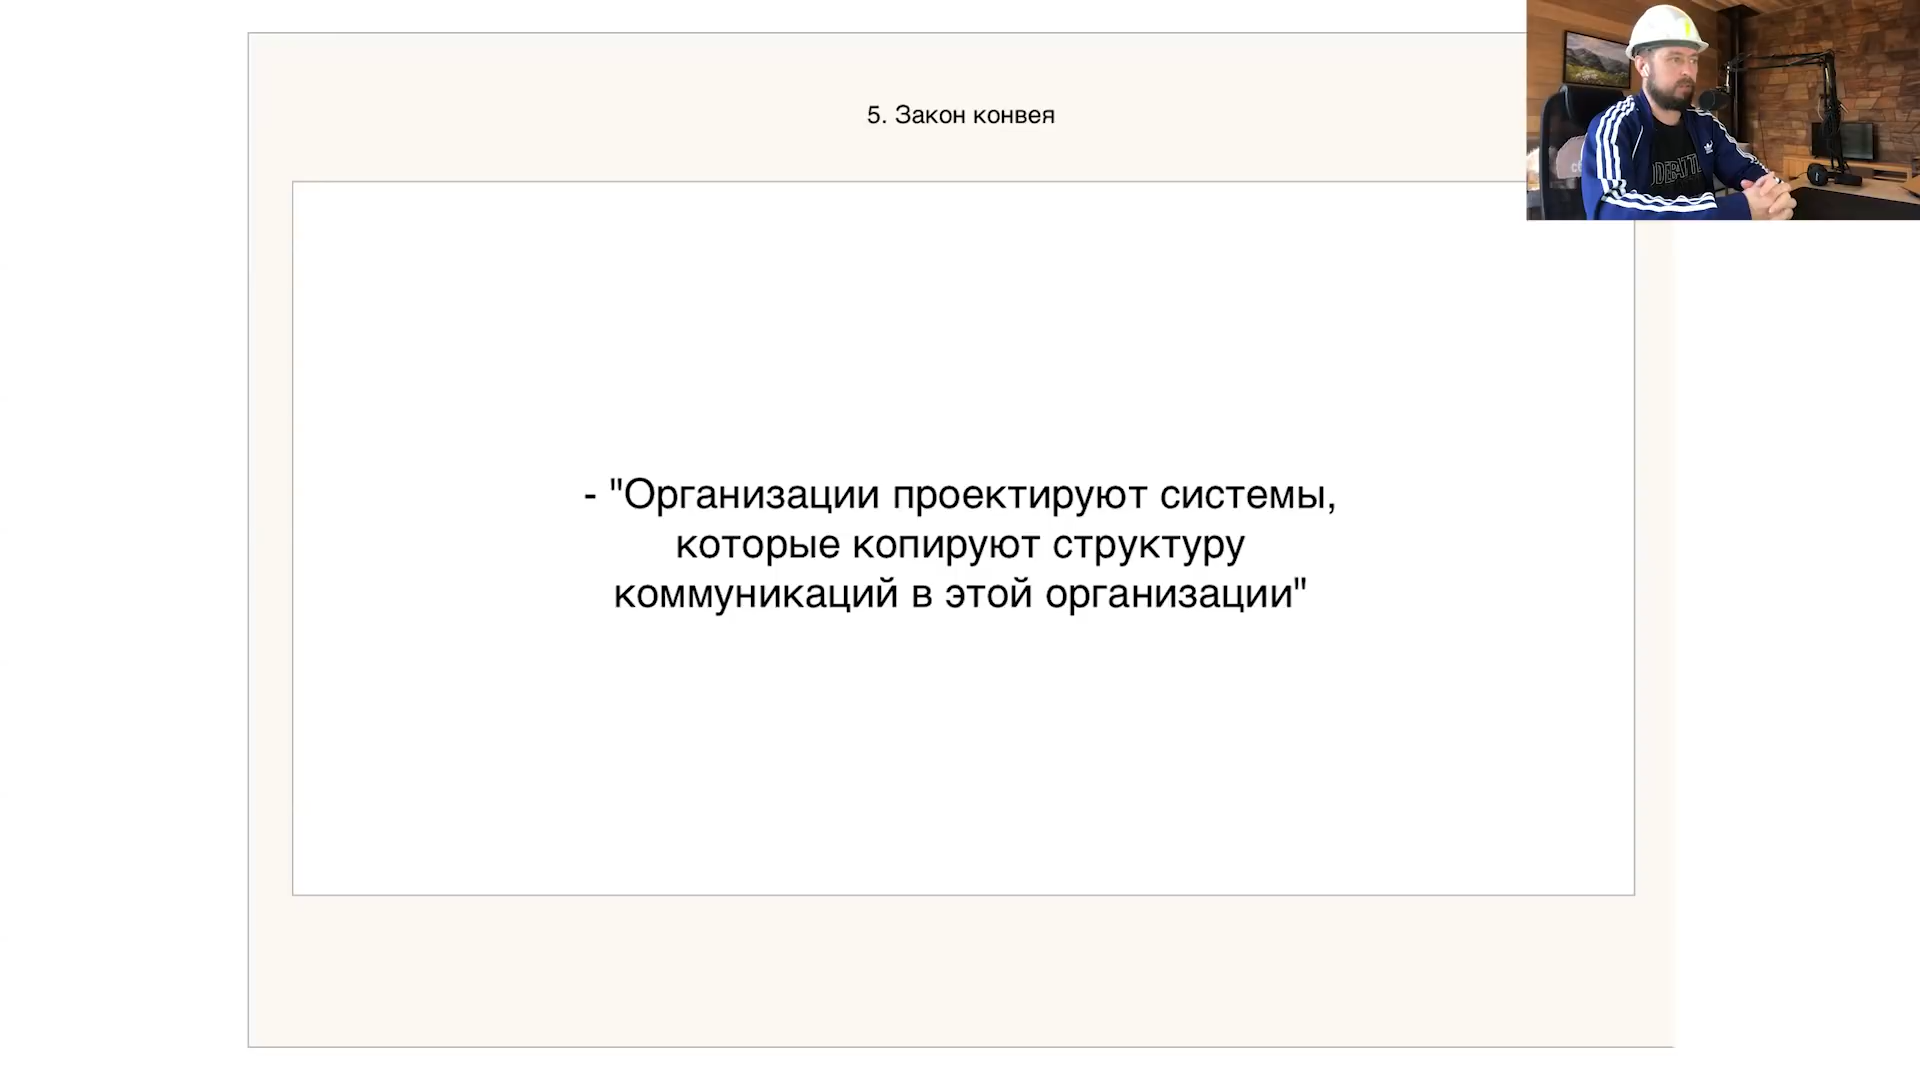 5. Закон конвея
- "Организации проектируют системы,
которые копируют структуру
коммуникаций в этой организации"